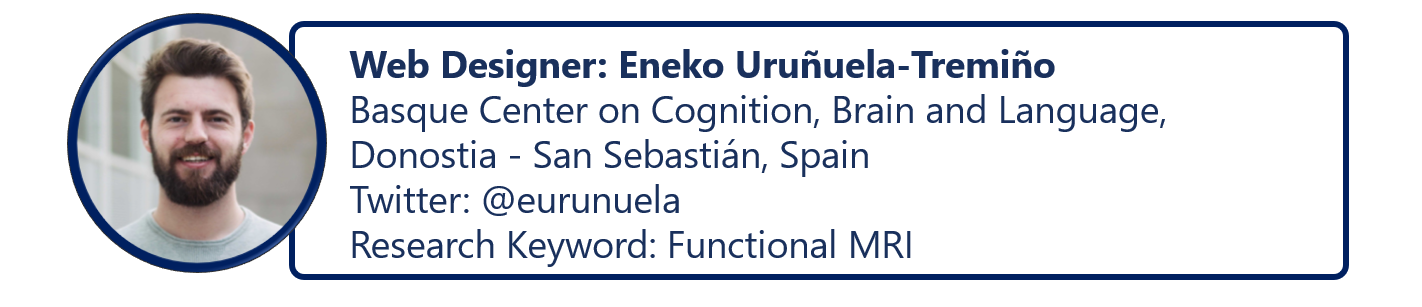 Web Designer: Eneko Uruñuela-Tremiño
Basque Center on Cognition, Brain and Language,
Donostia - San Sebastián, Spain
Twitter: @eurunuela
Research Keyword: Functional MRI